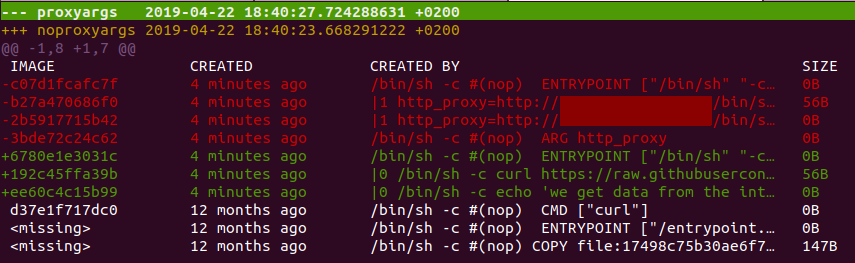 --- proxyargs   2019-04-22 18:40:27.724288631 +0200
+++ noproxyargs 2019-04-22 18:40:23.668291222 +0200
@@ -1,8 +1,7 @@
 IMAGE          CREATED          CREATED BY                                      SIZE
-c07d1fcafc7f   4 minutes ago    /bin/sh -c #(nop)  ENTRYPOINT ["/bin/sh" "-c…   0B
-b27a470686f0   4 minutes ago    |1 http_proxy=http:// /bin/s…   56B
-2b5917715b42   4 minutes ago    |1 http_proxy=http:// /bin/s…   0B
-3bde72c24c62   4 minutes ago    /bin/sh -c #(nop)  ARG http_proxy               0B
+6780e1e3031c   4 minutes ago    /bin/sh -c #(nop)  ENTRYPOINT ["/bin/sh" "-c…   0B
+192c45ffa39b   4 minutes ago    |0 /bin/sh -c curl https://raw.githubusercon…   56B
+ee60c4c15b99   4 minutes ago    |0 /bin/sh -c echo 'we get data from the int…   0B
 d37e1f717dc0   12 months ago    /bin/sh -c #(nop)  CMD ["curl"]                 0B
 <missing>      12 months ago    /bin/sh -c #(nop)  ENTRYPOINT ["/entrypoint.…   0B
 <missing>      12 months ago    /bin/sh -c #(nop) COPY file:17498c75b30ae6f7…   147B